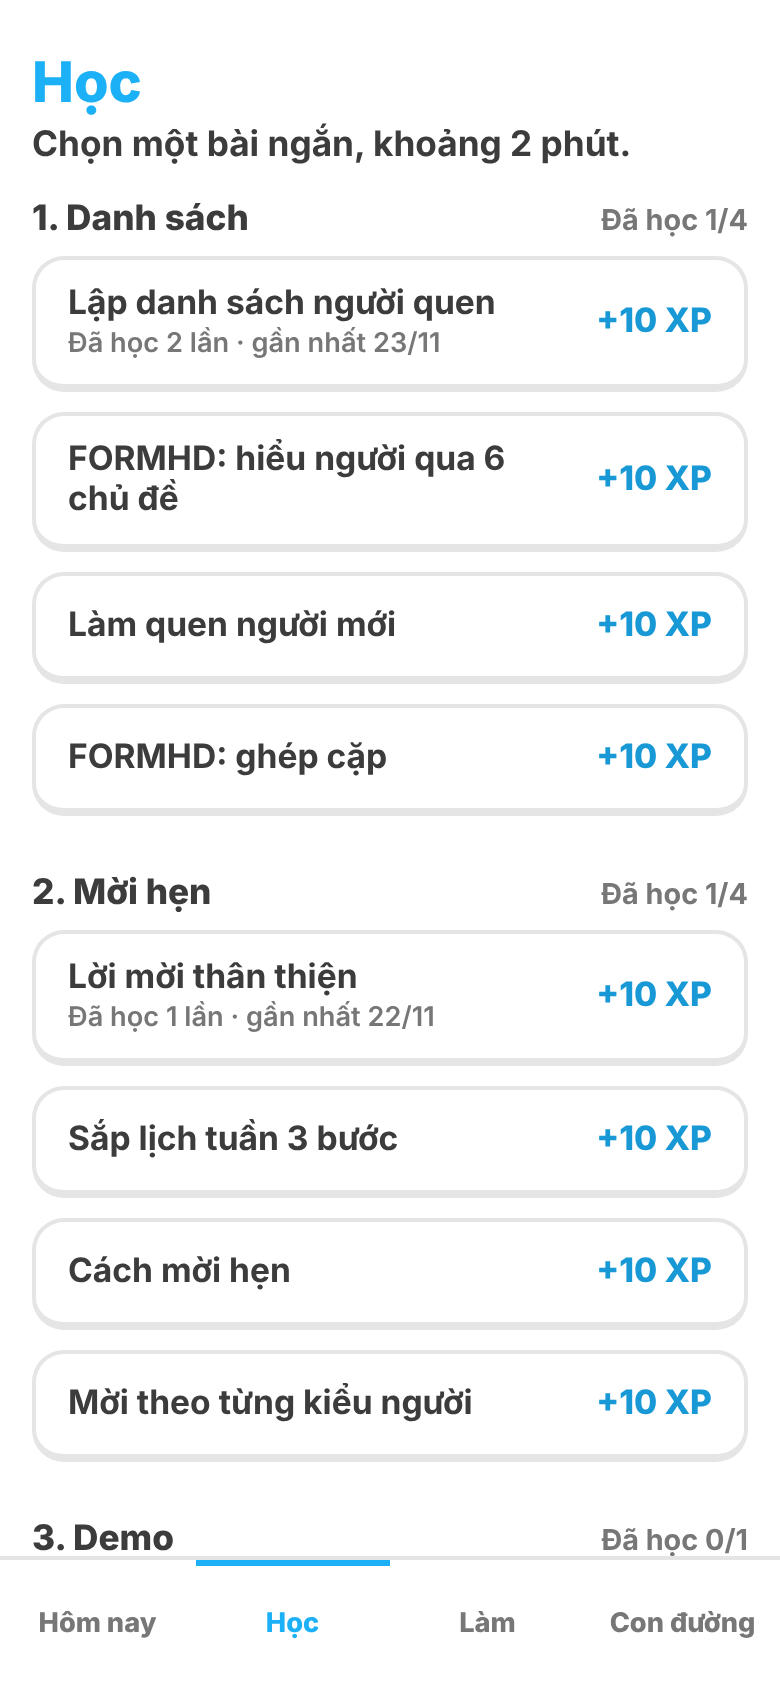 Học
Chọn một bài ngắn, khoảng 2 phút.
1. Danh sách
Đã học 1/4
Lập danh sách người quen
Đã học 2 lần · gần nhất 23/11
+10 XP
FORMHD: hiểu người qua 6
chủ đề
+10 XP
Làm quen người mới
+10 XP
FORMHD: ghép cặp
+10 XP
2. Mời hẹn
Đã học 1/4
Lời mời thân thiện
Đã học 1 lần · gần nhất 22/11
+10 XP
Sắp lịch tuần 3 bước
+10 XP
Cách mời hẹn
+10 XP
Mời theo từng kiểu người
+10 XP
3. Demo
Đã học 0/1
Hôm nay
Học
Làm
Con đường